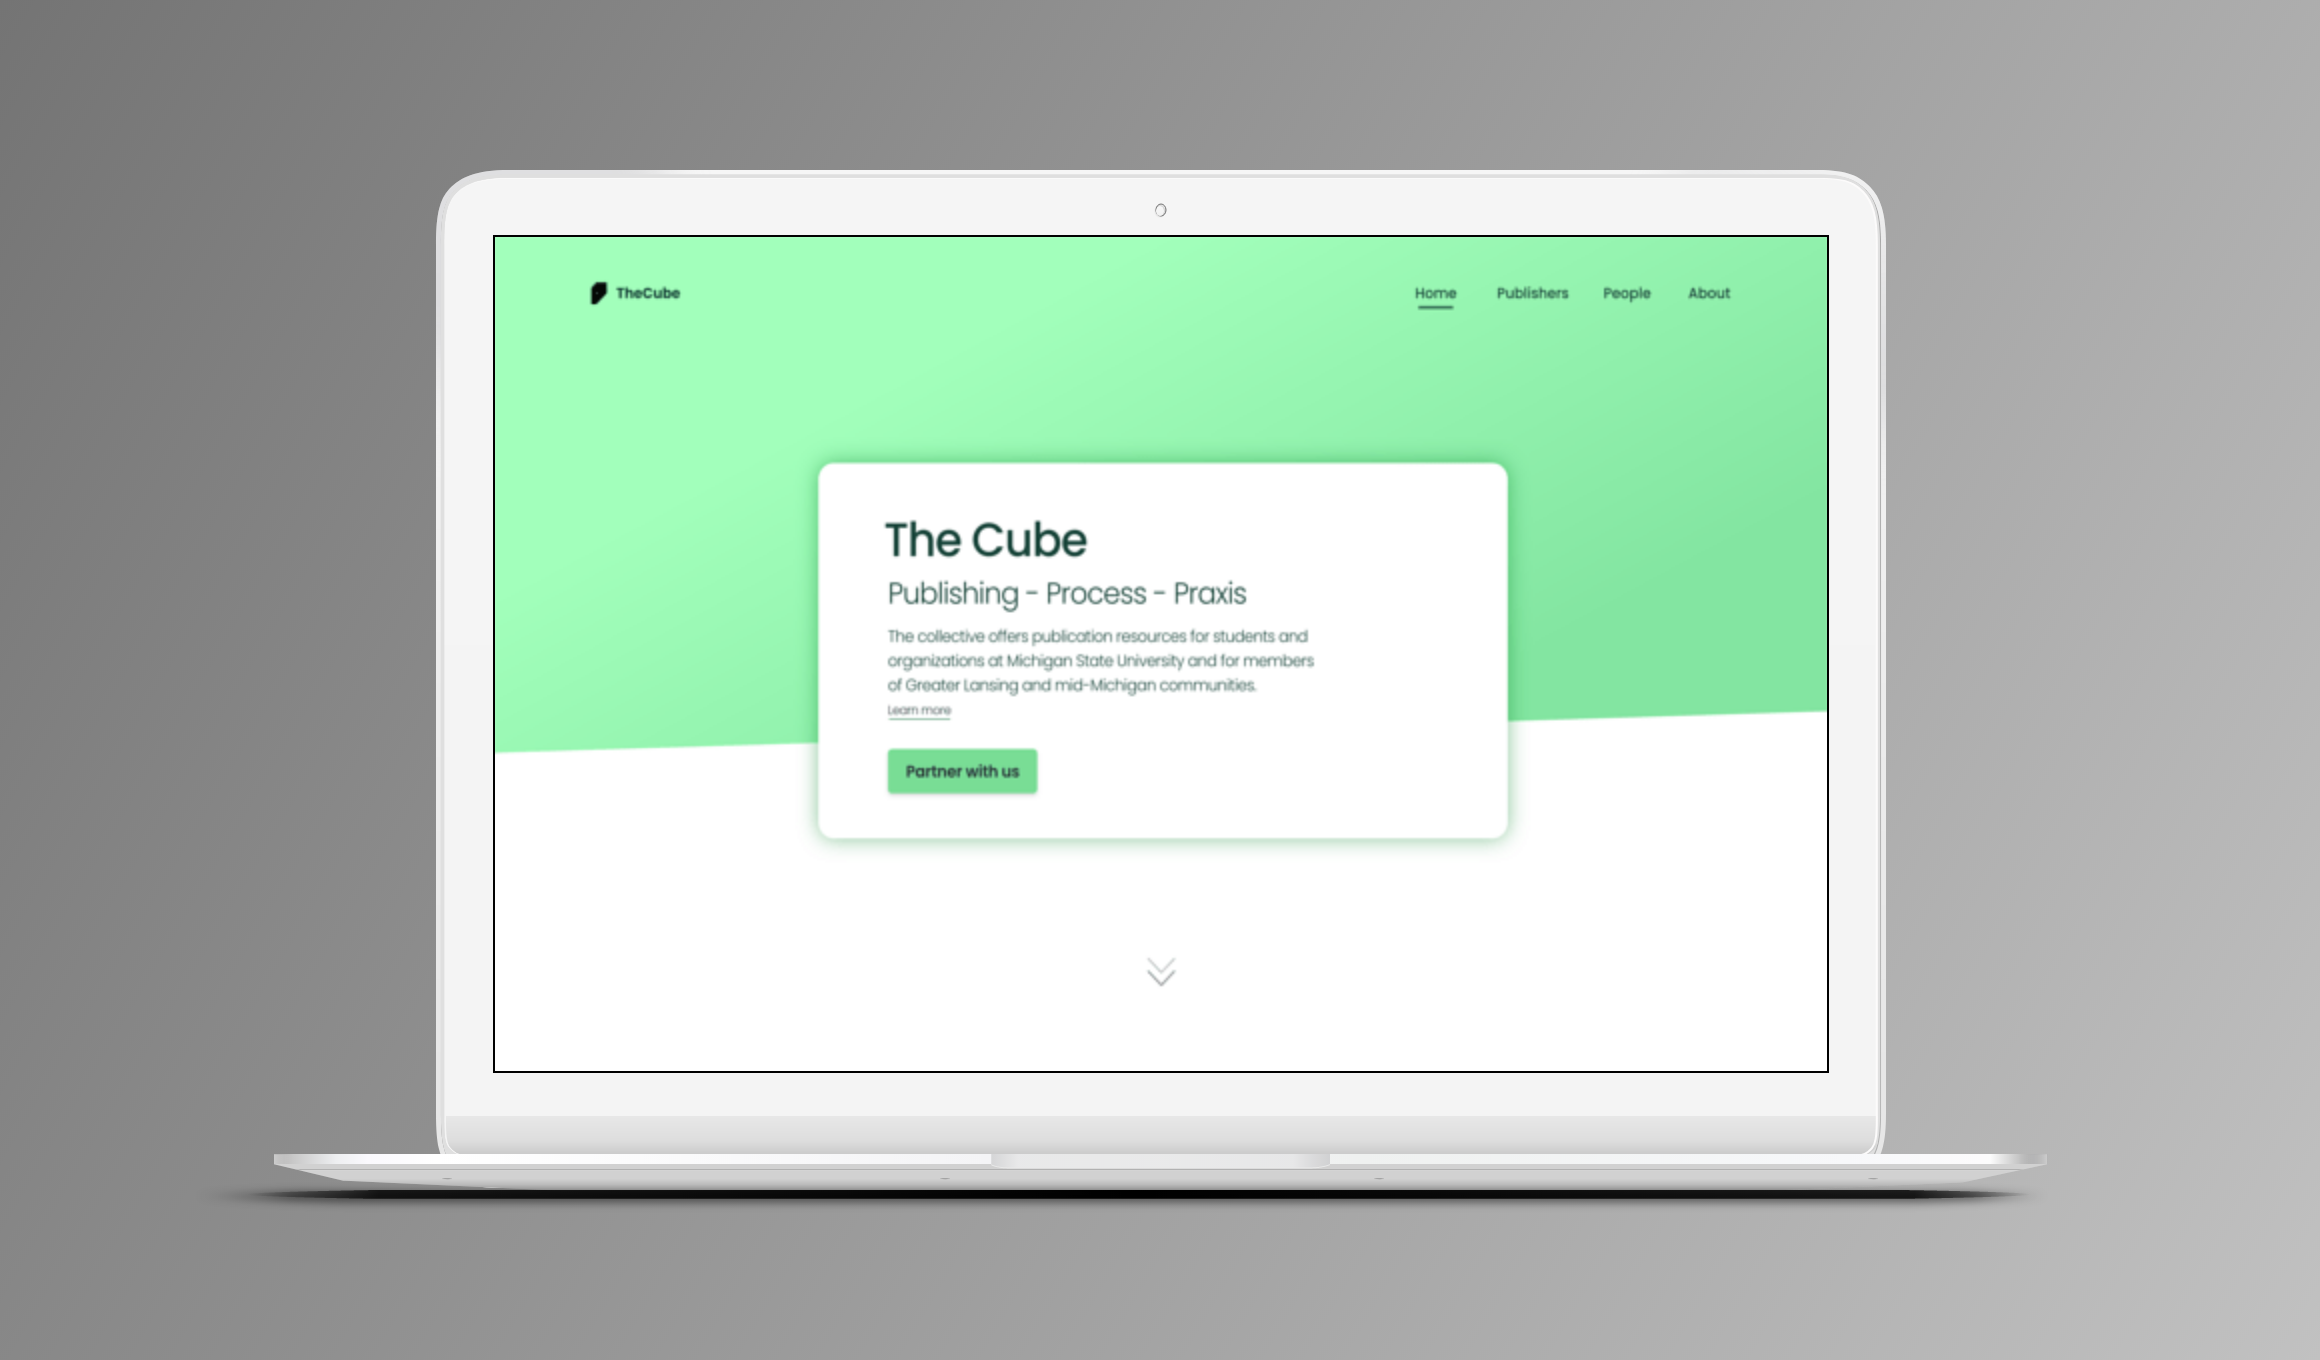 TheCube
Home Publishers People About
The Cube
Publishing - Process - Praxis
The collective offers publication resources for students and
organizations at Michigan State University and for members
of Greater Lansing and mid-Michigan communities.
Learn more
Partner with us